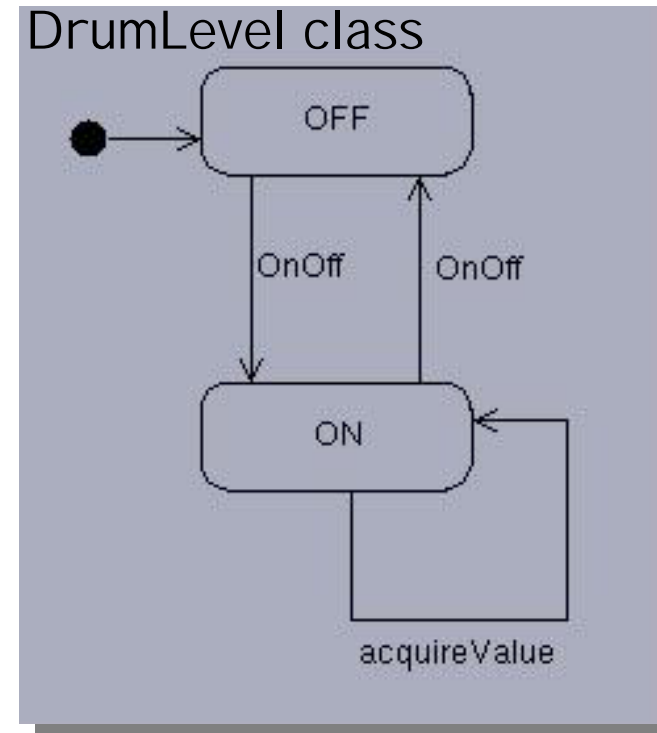 DrumLevel class
OFF
OnOff
OnOff
ON
acquireValue